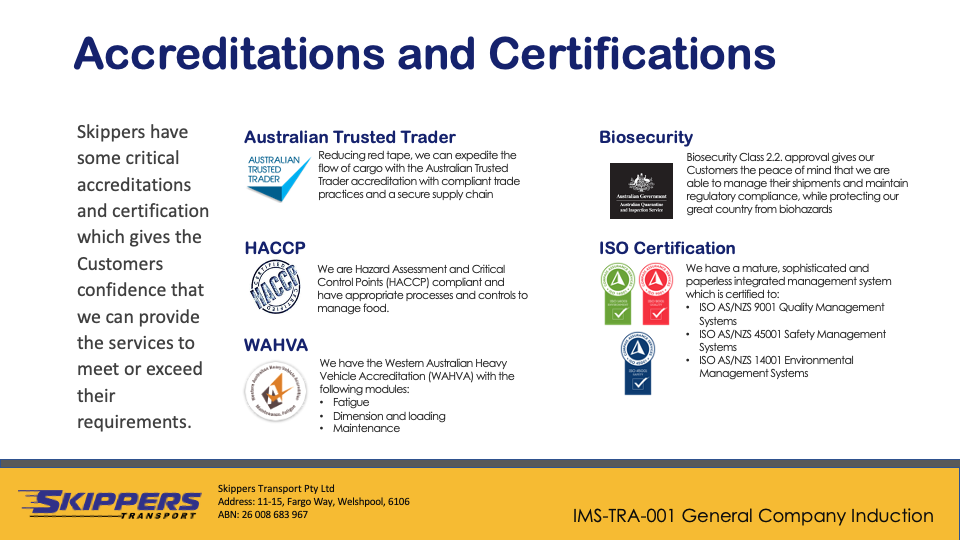 Accreditations and Certifications
Skippers have
some critical
accreditations
and certification
which gives the
Customers
confidence that
we can provide
the services to
meet or exceed
their
requirements.
Australian Trusted Trader
AUSTRALIAN
TRUSTED
TRADER
Reducing red tape, we can expedite the
flow of cargo with the Australian Trusted
Trader accreditation with compliant trade
practices and a secure supply chain
HACCP
CERTIFIED
HACCP
CERTIFIED
We are Hazard Assessment and Critical
Control Points (HACCP) compliant and
have appropriate processes and controls to
manage food.
WAHVA
Western Australian Heavy Vehicle Accreditation
Maintenance, Fatigue
We have the Western Australian Heavy
Vehicle Accreditation (WAHVA) with the
following modules:
• Fatigue
• Dimension and loading
• Maintenance
Biosecurity
Australian Government
Australian Quarantine
and Inspection Service
Biosecurity Class 2.2. approval gives our
Customers the peace of mind that we are
able to manage their shipments and maintain
regulatory compliance, while protecting our
great country from biohazards
ISO Certification
We have a mature, sophisticated and
paperless integrated management system
which is certified to:
• ISO AS/NZS 9001 Quality Management
Systems
• ISO AS/NZS 45001 Safety Management
Systems
• ISO AS/NZS 14001 Environmental
Management Systems
SKIPPERS
TRANSPORT
Skippers Transport Pty Ltd
Address: 11-15, Fargo Way, Welshpool, 6106
ABN: 26 008 683 967
IMS-TRA-001 General Company Induction